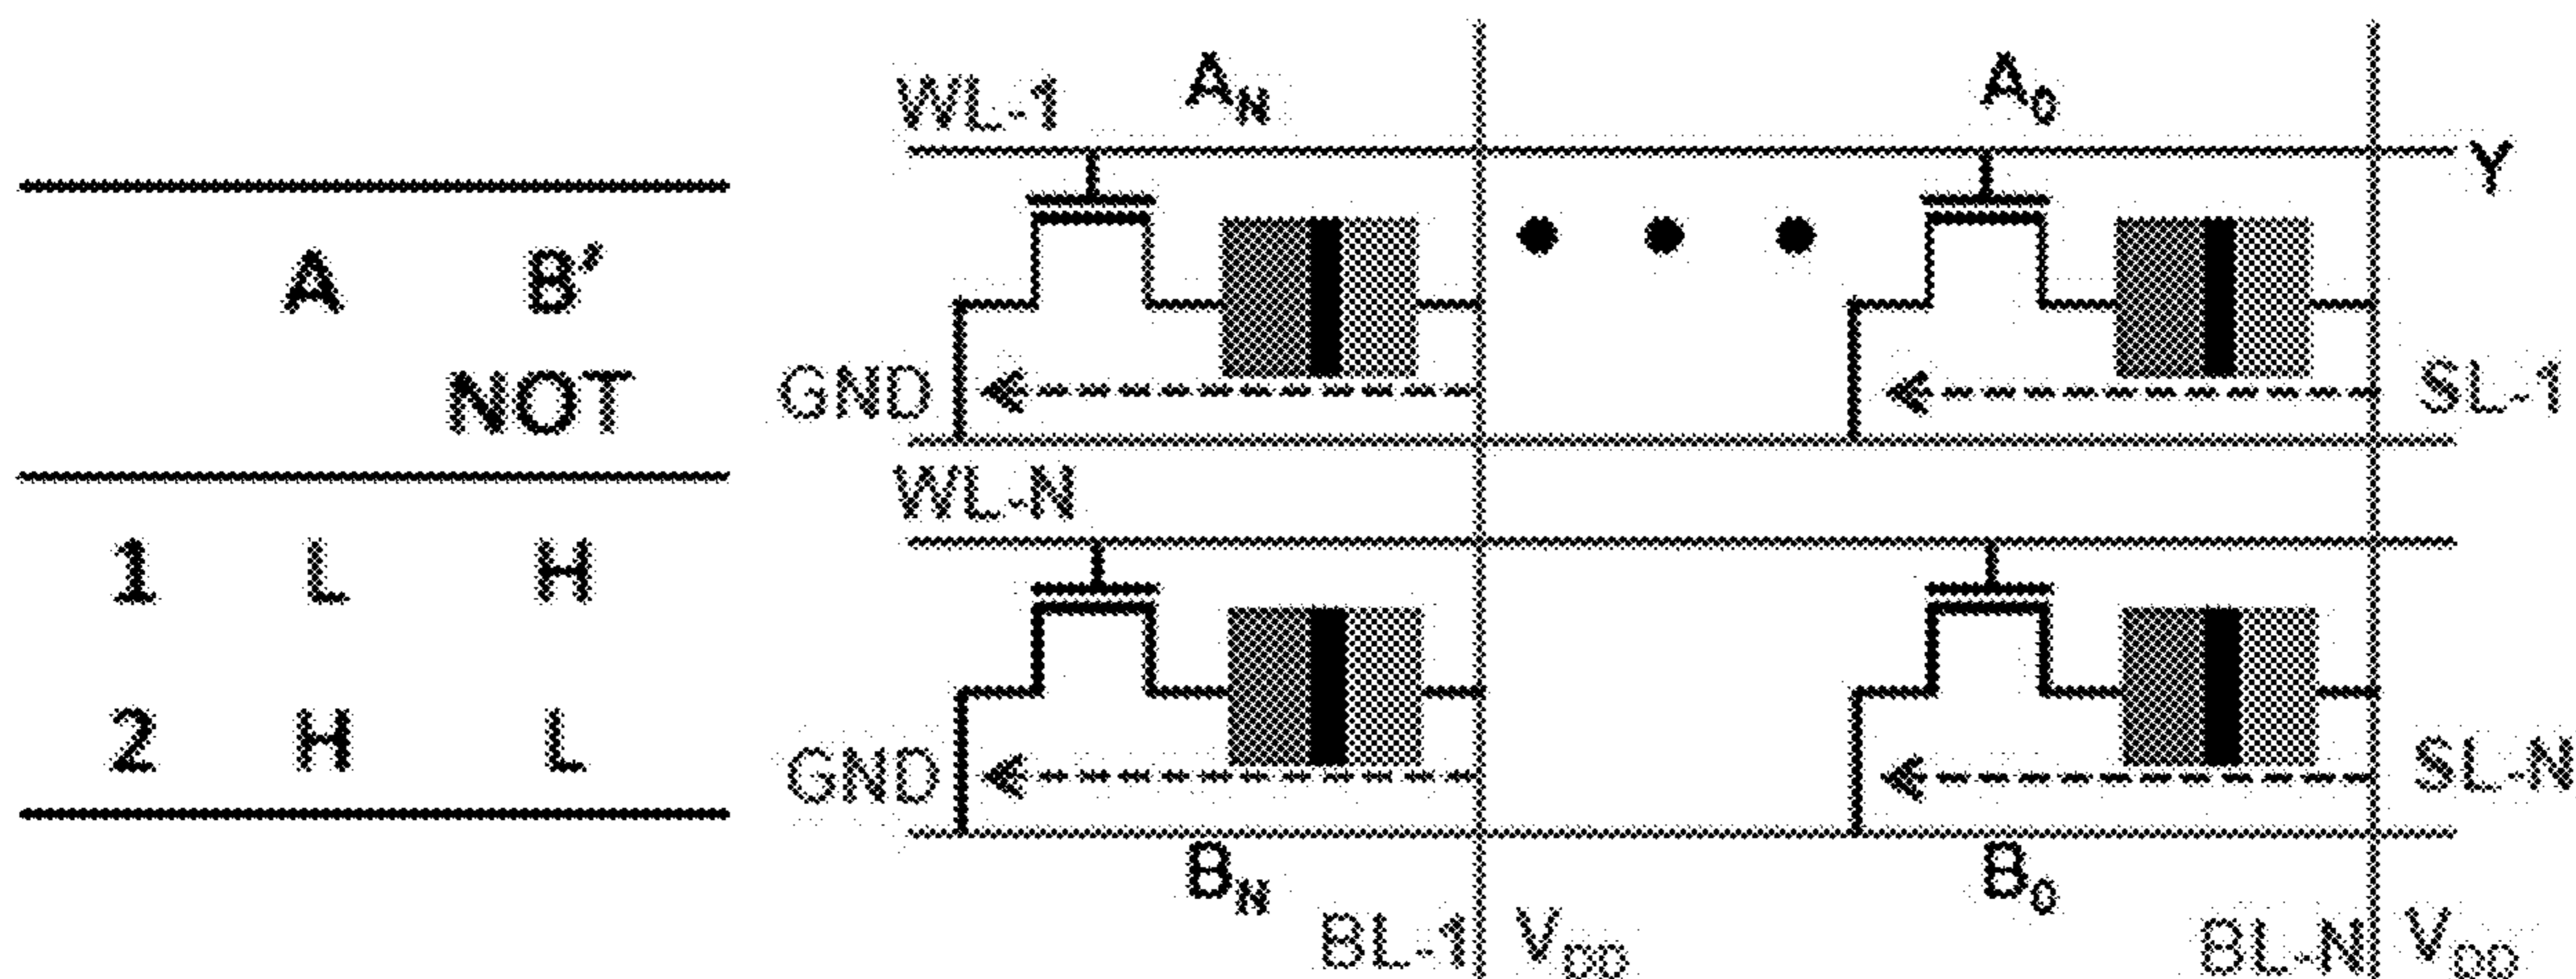 A B′
NOT
1 L H
2 H L
WL-1 A_N A_0 Y
GND SL-1
WL-N
GND SL-N
B_N B_0
BL-1 V_DD BL-N V_DD